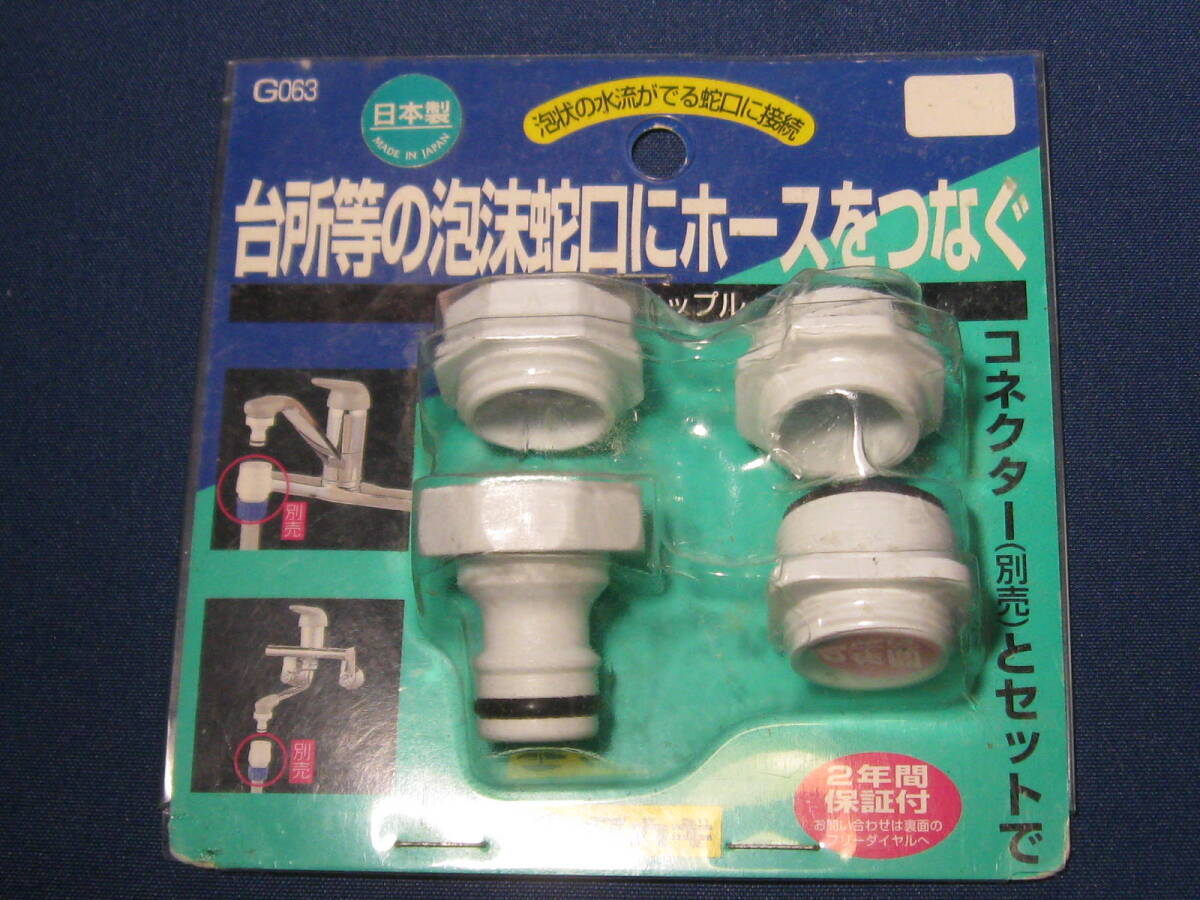 G063
日本製
MADE IN JAPAN
泡状の水流がでる蛇口に接続
台所等の泡沫蛇口にホースをつなぐ
ップル
コネクター(別売)とセットで
別売
別売
2年間
保証付
お問い合わせは裏面の
フリーダイヤルへ